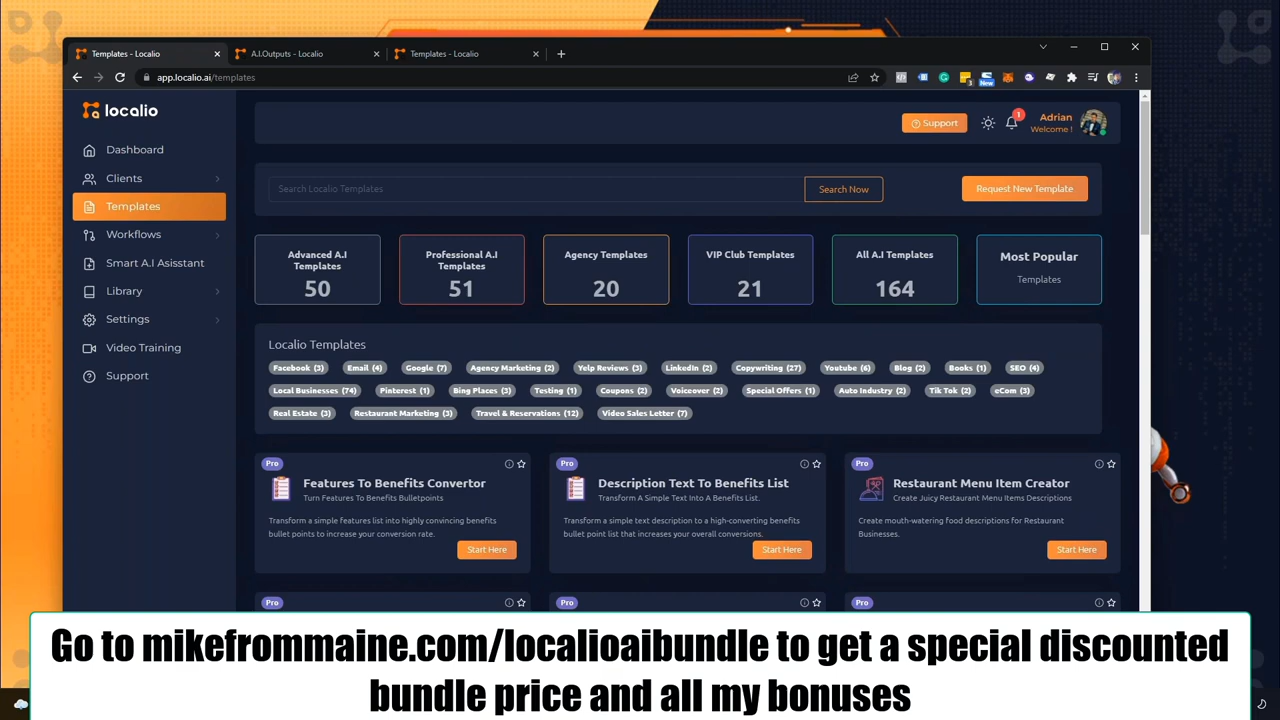 Templates - Localio
A.I.Outputs - Localio
Templates - Localio
app.localio.ai/templates
New
localio
Support
1
Adrian
Welcome !
Dashboard
Clients
Templates
Workflows
Smart A.I Asisstant
Library
Settings
Video Training
Support
Search Localio Templates
Search Now
Request New Template
Advanced A.I
Templates
50
Professional A.I
Templates
51
Agency Templates
20
VIP Club Templates
21
All A.I Templates
164
Most Popular
Templates
Localio Templates
Facebook (3) Email (4) Google (7) Agency Marketing (2) Yelp Reviews (3) LinkedIn (2) Copywriting (27) Youtube (6) Blog (2) Books (1) SEO (4)
Local Businesses (74) Pinterest (1) Bing Places (3) Testing (1) Coupons (2) Voiceover (2) Special Offers (1) Auto Industry (2) Tik Tok (2) eCom (3)
Real Estate (3) Restaurant Marketing (3) Travel & Reservations (12) Video Sales Letter (7)
Pro
Features To Benefits Convertor
Turn Features To Benefits Bulletpoints
Transform a simple features list into highly convincing benefits
bullet points to increase your conversion rate.
Start Here
Pro
Description Text To Benefits List
Transform A Simple Text Into A Benefits List.
Transform a simple text description to a high-converting benefits
bullet point list that increases your overall conversions.
Start Here
Pro
Restaurant Menu Item Creator
Create Juicy Restaurant Menu Items Descriptions
Create mouth-watering food descriptions for Restaurant
Businesses.
Start Here
Pro
Pro
Pro
Go to mikefrommaine.com/localioaibundle to get a special discounted
bundle price and all my bonuses